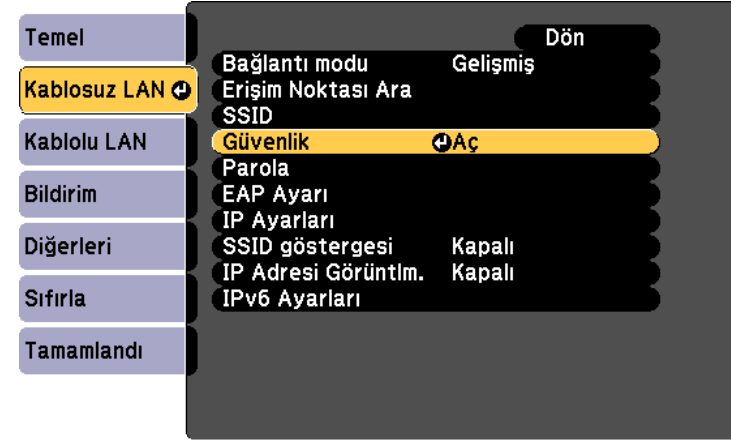 Temel
Kablosuz LAN
Kablolu LAN
Bildirim
Diğerleri
Sıfırla
Tamamlandı
Dön
Bağlantı modu Gelişmiş
Erişim Noktası Ara
SSID
Güvenlik Aç
Parola
EAP Ayarı
IP Ayarları
SSID göstergesi Kapalı
IP Adresi Görüntlm. Kapalı
IPv6 Ayarları